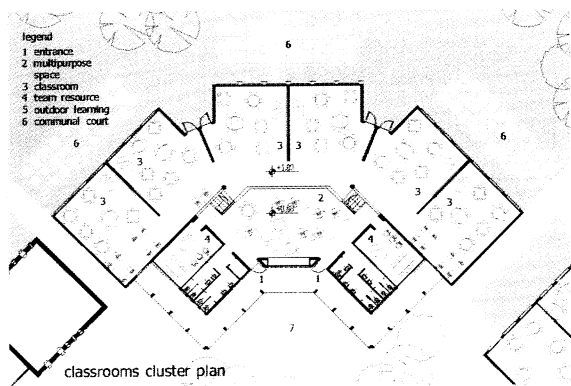 legend
1 entrance
2 multipurpose
space
3 classroom
4 team resource
5 outdoor learning
6 communal court
6
6
6
3
3
3
3
3
3
2
4
4
1
1
7
classrooms cluster plan